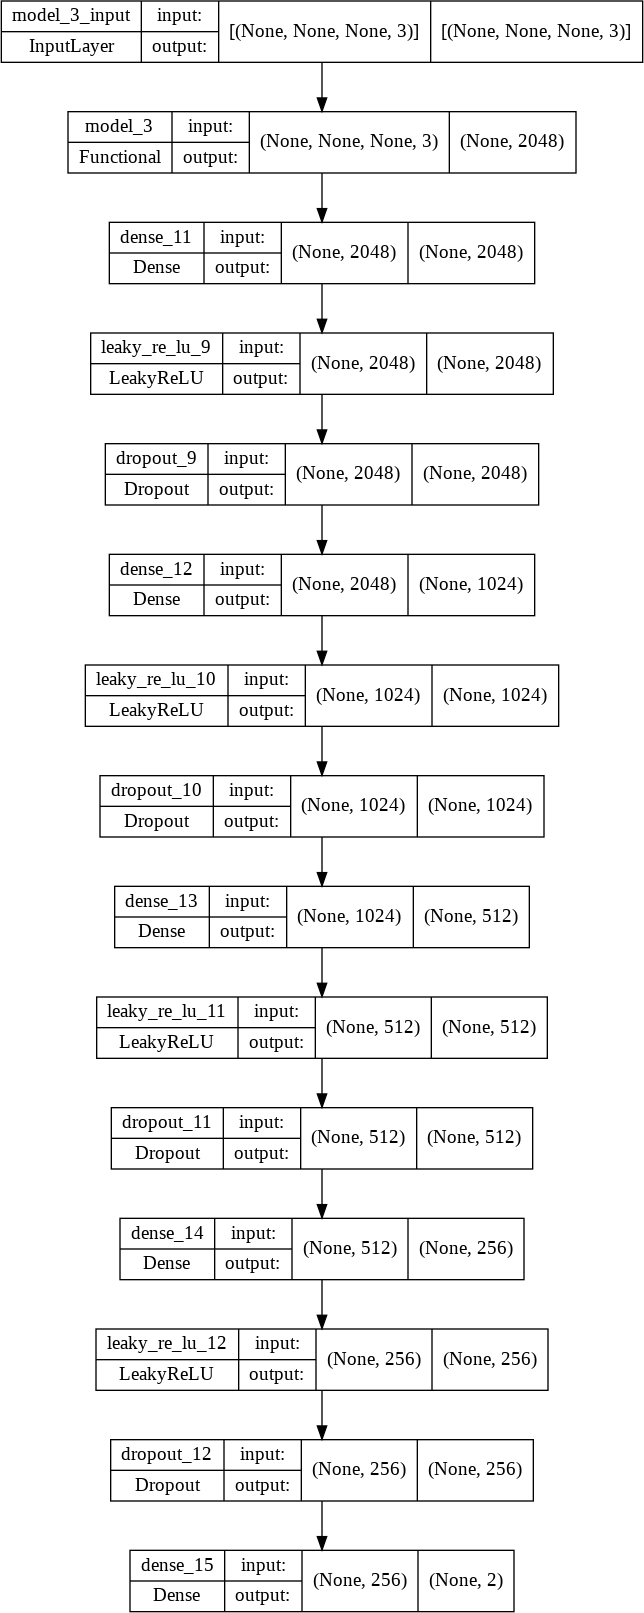 model_3_input input: [(None, None, None, 3)] [(None, None, None, 3)]
InputLayer output:
model_3 input: (None, None, None, 3) (None, 2048)
Functional output:
dense_11 input: (None, 2048) (None, 2048)
Dense output:
leaky_re_lu_9 input: (None, 2048) (None, 2048)
LeakyReLU output:
dropout_9 input: (None, 2048) (None, 2048)
Dropout output:
dense_12 input: (None, 2048) (None, 1024)
Dense output:
leaky_re_lu_10 input: (None, 1024) (None, 1024)
LeakyReLU output:
dropout_10 input: (None, 1024) (None, 1024)
Dropout output:
dense_13 input: (None, 1024) (None, 512)
Dense output:
leaky_re_lu_11 input: (None, 512) (None, 512)
LeakyReLU output:
dropout_11 input: (None, 512) (None, 512)
Dropout output:
dense_14 input: (None, 512) (None, 256)
Dense output:
leaky_re_lu_12 input: (None, 256) (None, 256)
LeakyReLU output:
dropout_12 input: (None, 256) (None, 256)
Dropout output:
dense_15 input: (None, 256) (None, 2)
Dense output: